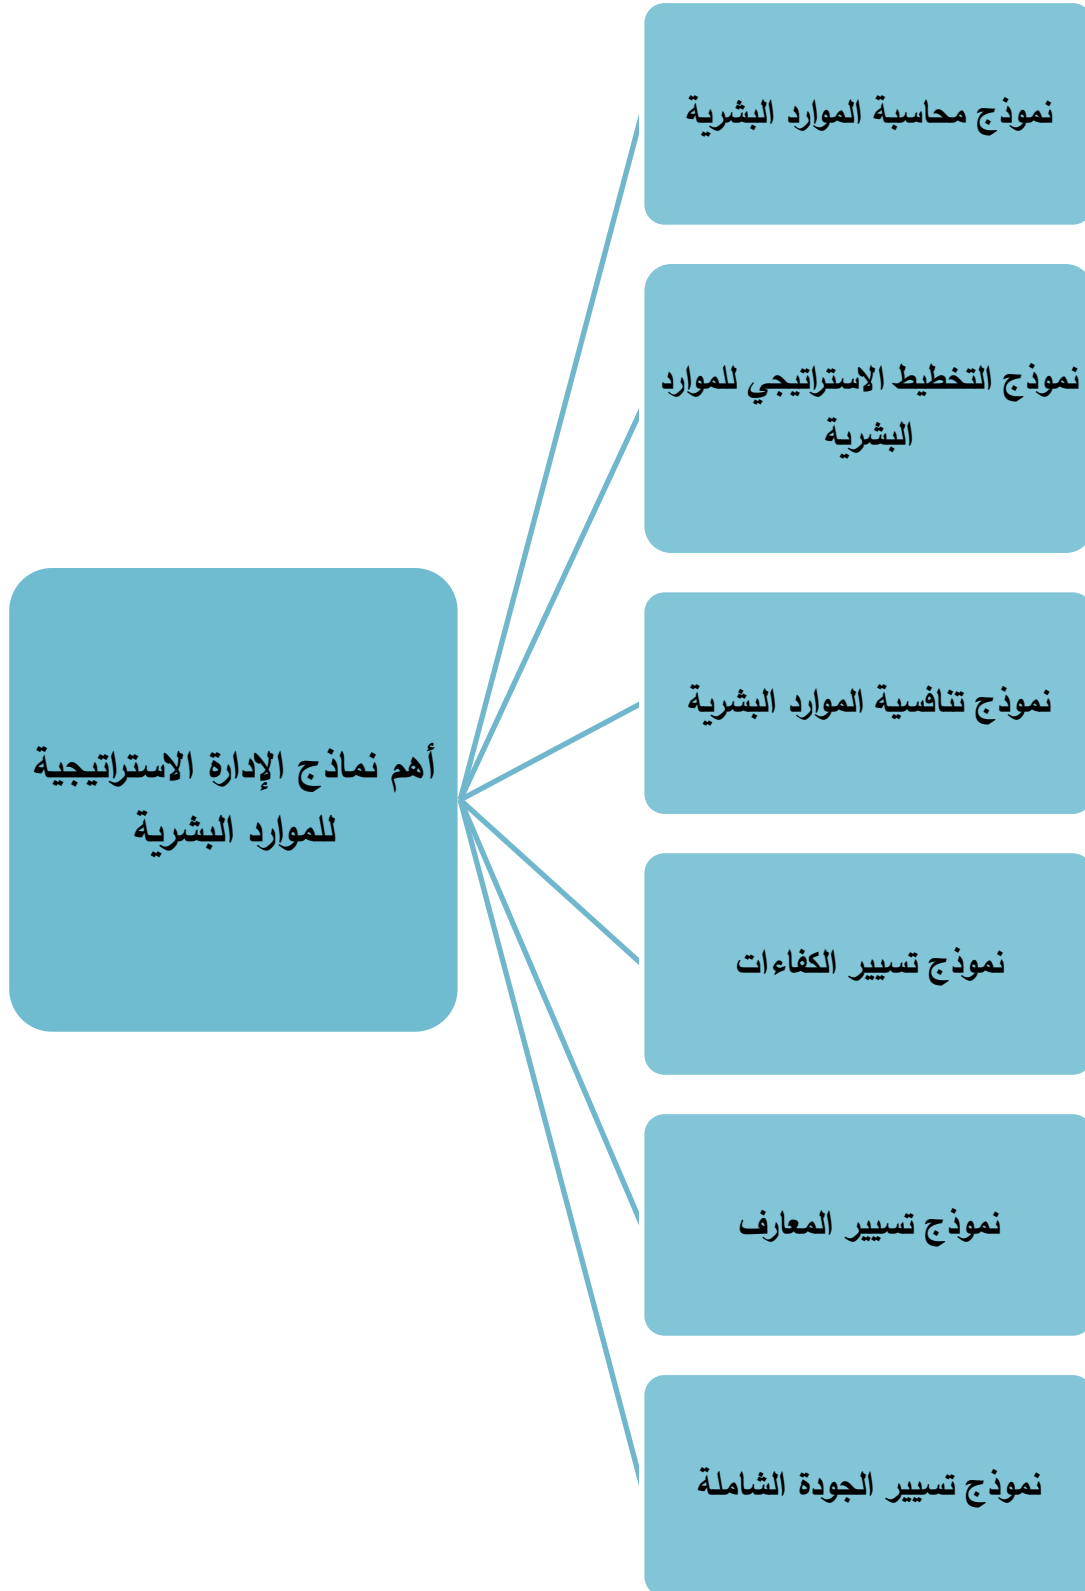 أهم نماذج الإدارة الاستراتيجية
للموارد البشرية
نموذج محاسبة الموارد البشرية
نموذج التخطيط الاستراتيجي للموارد
البشرية
نموذج تنافسية الموارد البشرية
نموذج تسيير الكفاءات
نموذج تسيير المعارف
نموذج تسيير الجودة الشاملة